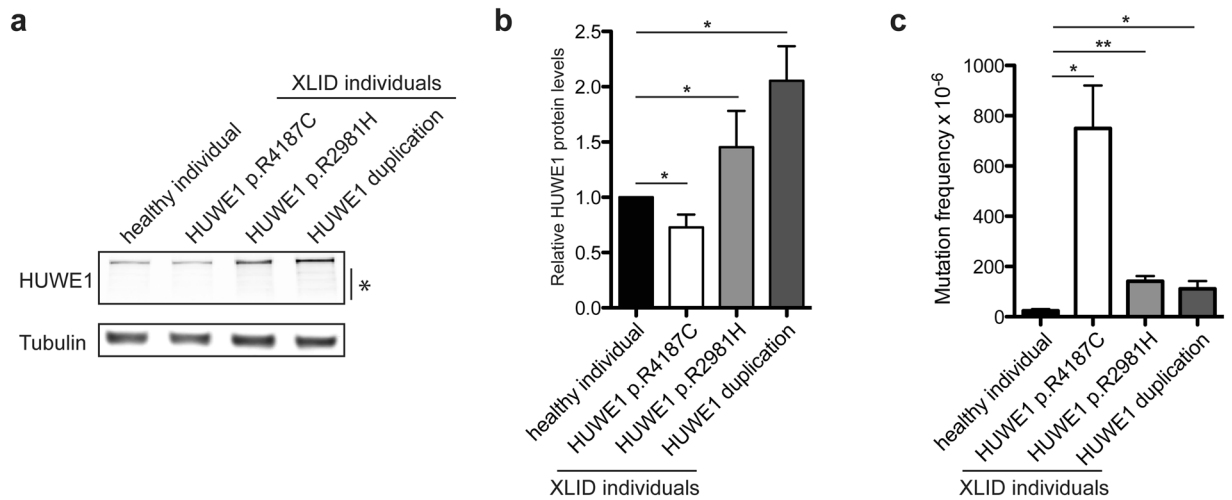 a
XLID individuals
healthy individual
HUWE1 p.R4187C
HUWE1 p.R2981H
HUWE1 duplication
HUWE1
*
Tubulin
b
Relative HUWE1 protein levels
2.5
2.0
1.5
1.0
0.5
0.0
*
*
*
healthy individual
HUWE1 p.R4187C
HUWE1 p.R2981H
HUWE1 duplication
XLID individuals
c
Mutation frequency x 10⁻⁶
1000
800
600
400
200
0
*
**
*
healthy individual
HUWE1 p.R4187C
HUWE1 p.R2981H
HUWE1 duplication
XLID individuals